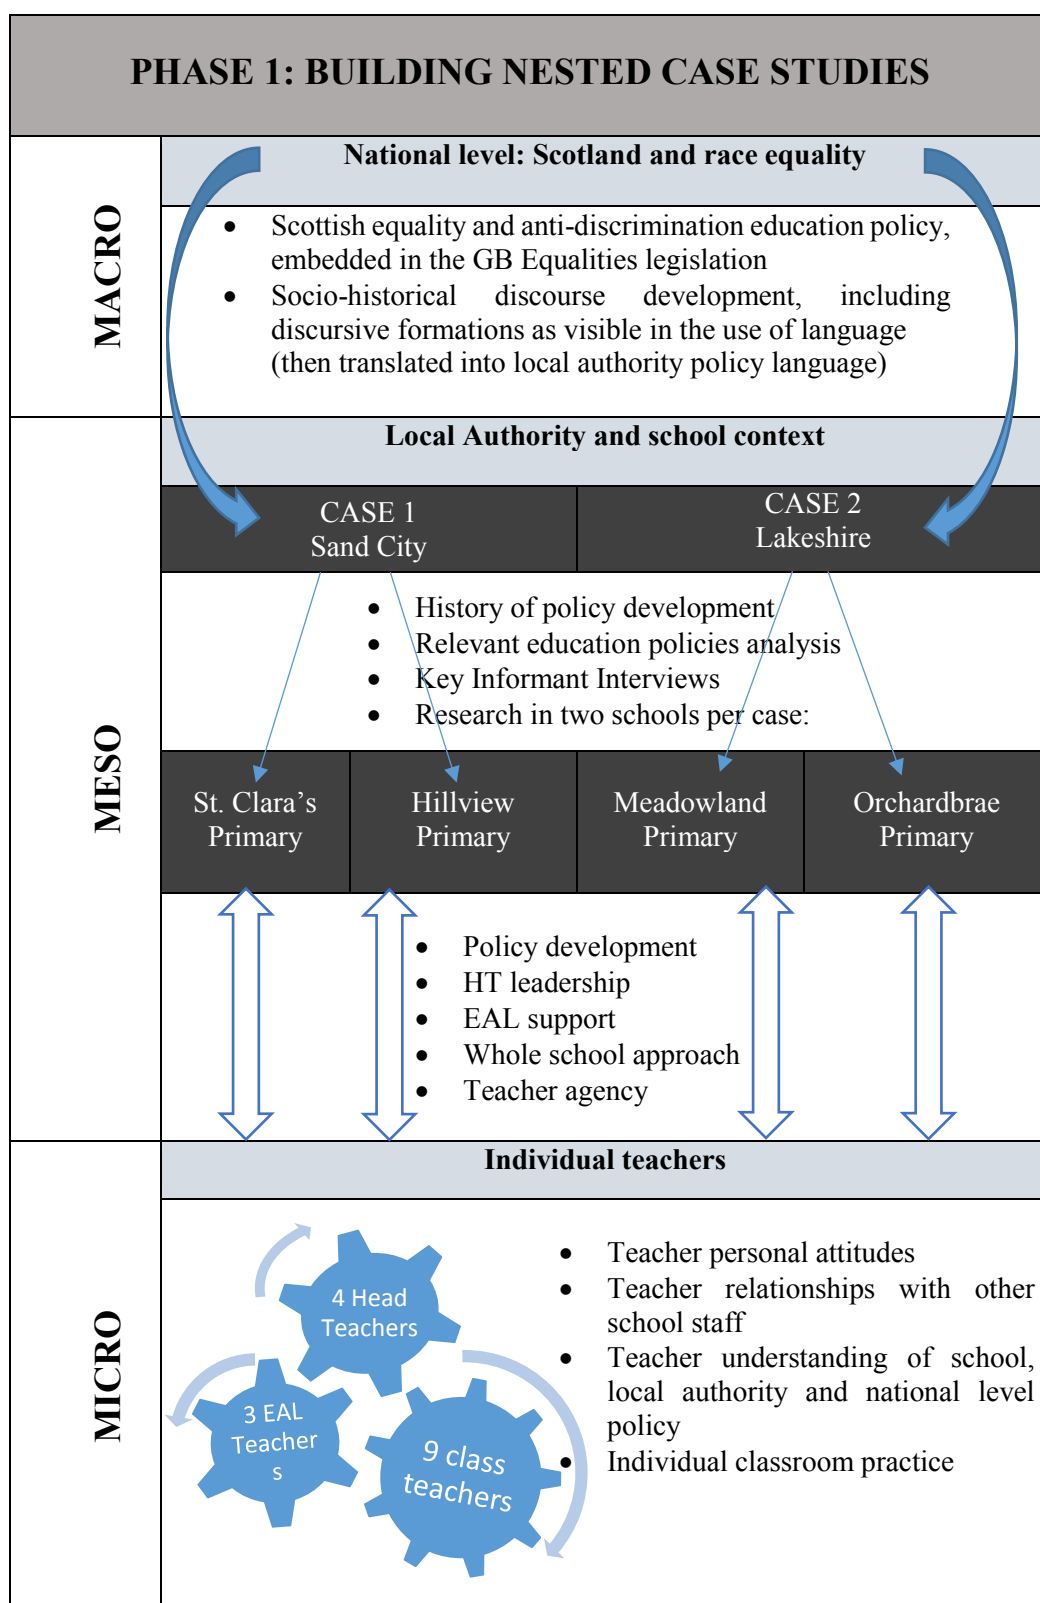 PHASE 1: BUILDING NESTED CASE STUDIES
MACRO
National level: Scotland and race equality
• Scottish equality and anti-discrimination education policy,
embedded in the GB Equalities legislation
• Socio-historical discourse development, including
discursive formations as visible in the use of language
(then translated into local authority policy language)
MESO
Local Authority and school context
CASE 1
Sand City
CASE 2
Lakeshire
• History of policy development
• Relevant education policies analysis
• Key Informant Interviews
• Research in two schools per case:
St. Clara’s
Primary
Hillview
Primary
Meadowland
Primary
Orchardbrae
Primary
• Policy development
• HT leadership
• EAL support
• Whole school approach
• Teacher agency
MICRO
Individual teachers
4 Head
Teachers
3 EAL
Teacher
s
9 class
teachers
• Teacher personal attitudes
• Teacher relationships with other
school staff
• Teacher understanding of school,
local authority and national level
policy
• Individual classroom practice